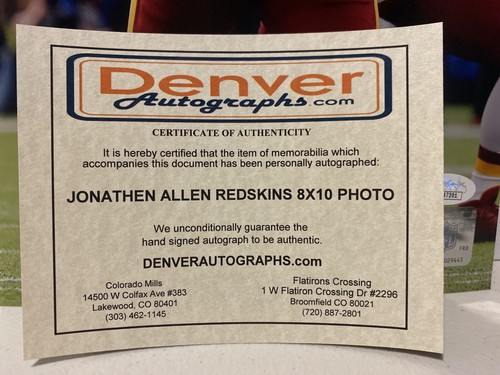 Denver
Autographs.com
CERTIFICATE OF AUTHENTICITY
It is hereby certified that the item of memorabilia which
accompanies this document has been personally autographed:
JONATHEN ALLEN REDSKINS 8X10 PHOTO
We unconditionally guarantee the
hand signed autograph to be authentic.
DENVERAUTOGRAPHS.com
Colorado Mills
14500 W Colfax Ave #383
Lakewood, CO 80401
(303) 462-1145
Flatirons Crossing
1 W Flatiron Crossing Dr #2296
Broomfield CO 80021
(720) 887-2801